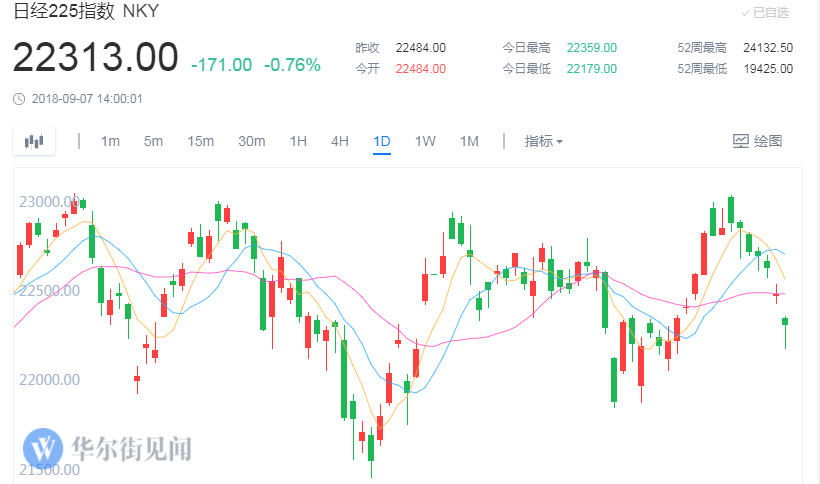 日经225指数 NKY
已自选
22313.00 -171.00 -0.76%
昨收 22484.00 今日最高 22359.00 52周最高 24132.50
今开 22484.00 今日最低 22179.00 52周最低 19425.00
2018-09-07 14:00:01
1m 5m 15m 30m 1H 4H 1D 1W 1M 指标 绘图
23000.00
22500.00
22000.00
华尔街见闻
21500.00